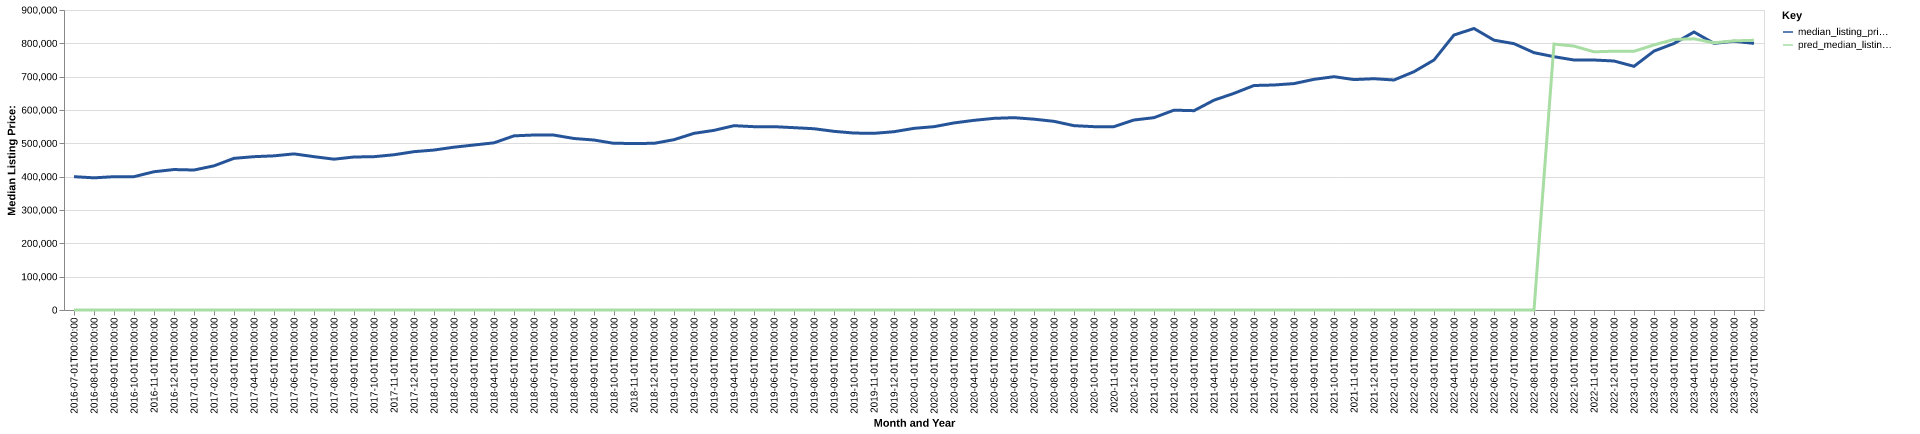 900,000
800,000
700,000
600,000
500,000
400,000
300,000
200,000
100,000
0
Median Listing Price:
2016-07-01T00:00:00
2016-08-01T00:00:00
2016-09-01T00:00:00
2016-10-01T00:00:00
2016-11-01T00:00:00
2016-12-01T00:00:00
2017-01-01T00:00:00
2017-02-01T00:00:00
2017-03-01T00:00:00
2017-04-01T00:00:00
2017-05-01T00:00:00
2017-06-01T00:00:00
2017-07-01T00:00:00
2017-08-01T00:00:00
2017-09-01T00:00:00
2017-10-01T00:00:00
2017-11-01T00:00:00
2017-12-01T00:00:00
2018-01-01T00:00:00
2018-02-01T00:00:00
2018-03-01T00:00:00
2018-04-01T00:00:00
2018-05-01T00:00:00
2018-06-01T00:00:00
2018-07-01T00:00:00
2018-08-01T00:00:00
2018-09-01T00:00:00
2018-10-01T00:00:00
2018-11-01T00:00:00
2018-12-01T00:00:00
2019-01-01T00:00:00
2019-02-01T00:00:00
2019-03-01T00:00:00
2019-04-01T00:00:00
2019-05-01T00:00:00
2019-06-01T00:00:00
2019-07-01T00:00:00
2019-08-01T00:00:00
2019-09-01T00:00:00
2019-10-01T00:00:00
2019-11-01T00:00:00
2019-12-01T00:00:00
2020-01-01T00:00:00
2020-02-01T00:00:00
2020-03-01T00:00:00
2020-04-01T00:00:00
2020-05-01T00:00:00
2020-06-01T00:00:00
2020-07-01T00:00:00
2020-08-01T00:00:00
2020-09-01T00:00:00
2020-10-01T00:00:00
2020-11-01T00:00:00
2020-12-01T00:00:00
2021-01-01T00:00:00
2021-02-01T00:00:00
2021-03-01T00:00:00
2021-04-01T00:00:00
2021-05-01T00:00:00
2021-06-01T00:00:00
2021-07-01T00:00:00
2021-08-01T00:00:00
2021-09-01T00:00:00
2021-10-01T00:00:00
2021-11-01T00:00:00
2021-12-01T00:00:00
2022-01-01T00:00:00
2022-02-01T00:00:00
2022-03-01T00:00:00
2022-04-01T00:00:00
2022-05-01T00:00:00
2022-06-01T00:00:00
2022-07-01T00:00:00
2022-08-01T00:00:00
2022-09-01T00:00:00
2022-10-01T00:00:00
2022-11-01T00:00:00
2022-12-01T00:00:00
2023-01-01T00:00:00
2023-02-01T00:00:00
2023-03-01T00:00:00
2023-04-01T00:00:00
2023-05-01T00:00:00
2023-06-01T00:00:00
2023-07-01T00:00:00
Month and Year
Key
median_listing_pri…
pred_median_listin…